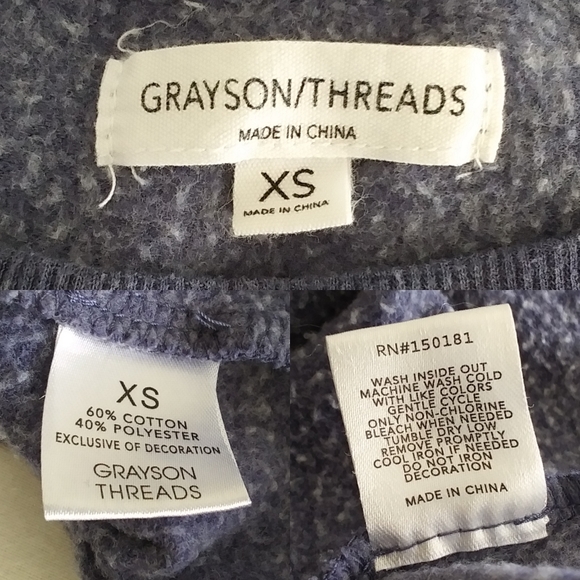 GRAYSON/THREADS
MADE IN CHINA
XS
MADE IN CHINA
XS
60% COTTON
40% POLYESTER
EXCLUSIVE OF DECORATION
GRAYSON
THREADS
RN#150181
WASH INSIDE OUT
MACHINE WASH COLD
WITH LIKE COLORS
GENTLE CYCLE
ONLY NON-CHLORINE
BLEACH WHEN NEEDED
TUMBLE DRY LOW
REMOVE PROMPTLY
COOL IRON IF NEEDED
DO NOT IRON
DECORATION
MADE IN CHINA